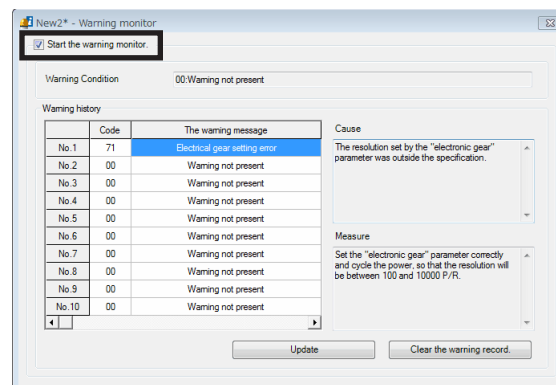 New2* - Warning monitor
Start the warning monitor.
Warning Condition 00:Warning not present
Warning history
Code The warning message
No.1 71 Electrical gear setting error
No.2 00 Warning not present
No.3 00 Warning not present
No.4 00 Warning not present
No.5 00 Warning not present
No.6 00 Warning not present
No.7 00 Warning not present
No.8 00 Warning not present
No.9 00 Warning not present
No.10 00 Warning not present
Cause
The resolution set by the "electronic gear"
parameter was outside the specification.
Measure
Set the "electronic gear" parameter correctly
and cycle the power, so that the resolution will
be between 100 and 10000 P/R.
Update Clear the warning record.